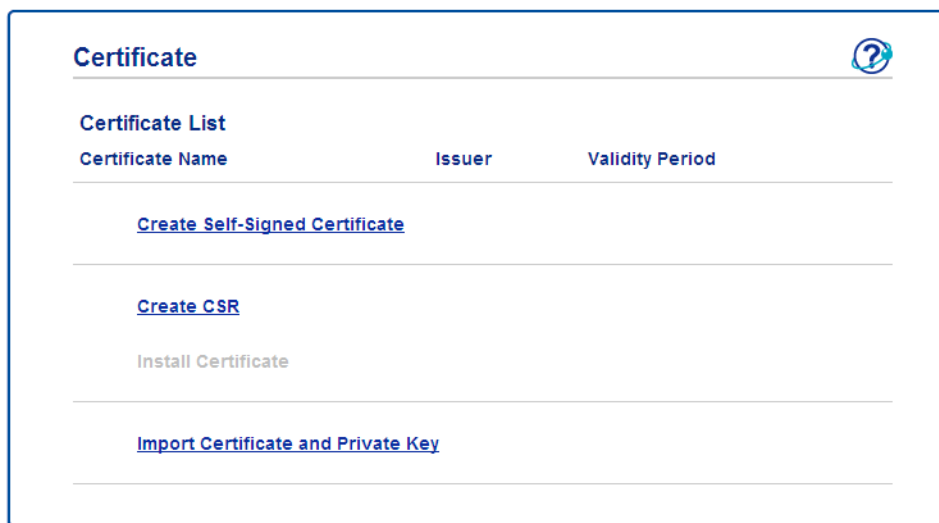 Certificate
?
Certificate List
Certificate Name Issuer Validity Period
Create Self-Signed Certificate
Create CSR
Install Certificate
Import Certificate and Private Key